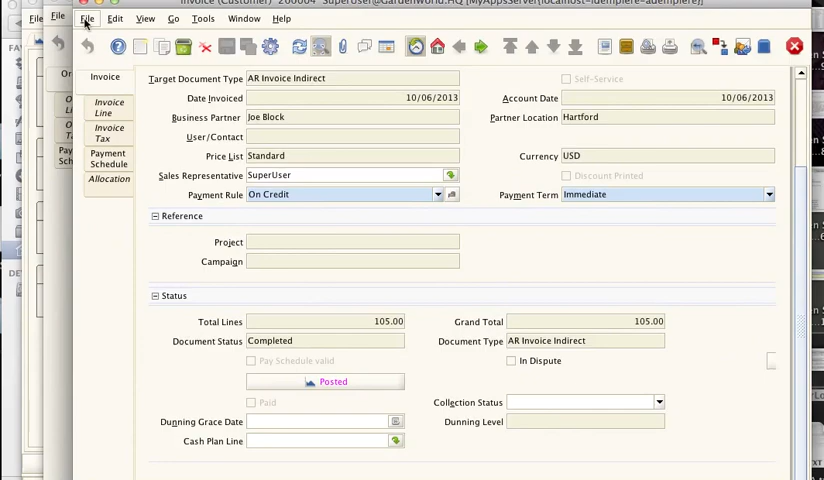 Invoice (Customer) 200004 SuperUser@GardenWorld.HQ [MyAppsServer{localhost-idempiere-adempiere}]
File File File Edit View Go Tools Window Help
Invoice
Invoice Line
Invoice Tax
Payment Schedule
Allocation
Target Document Type AR Invoice Indirect Self-Service
Date Invoiced 10/06/2013 Account Date 10/06/2013
Business Partner Joe Block Partner Location Hartford
User/Contact
Price List Standard Currency USD
Sales Representative SuperUser Discount Printed
Payment Rule On Credit Payment Term Immediate
Reference
Project
Campaign
Status
Total Lines 105.00 Grand Total 105.00
Document Status Completed Document Type AR Invoice Indirect
Pay Schedule valid In Dispute
Posted
Paid Collection Status
Dunning Grace Date Dunning Level
Cash Plan Line